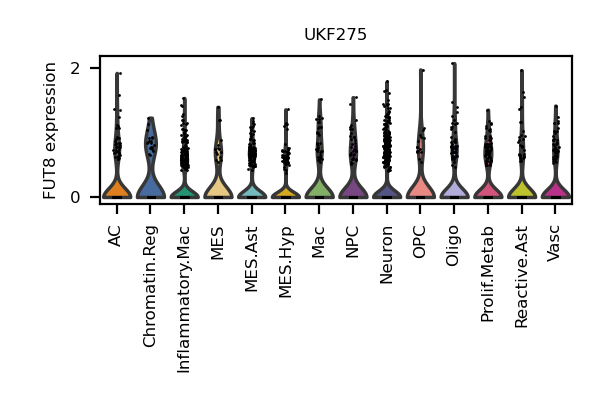 UKF275
FUT8 expression
2
0
AC
Chromatin.Reg
Inflammatory.Mac
MES
MES.Ast
MES.Hyp
Mac
NPC
Neuron
OPC
Oligo
Prolif.Metab
Reactive.Ast
Vasc